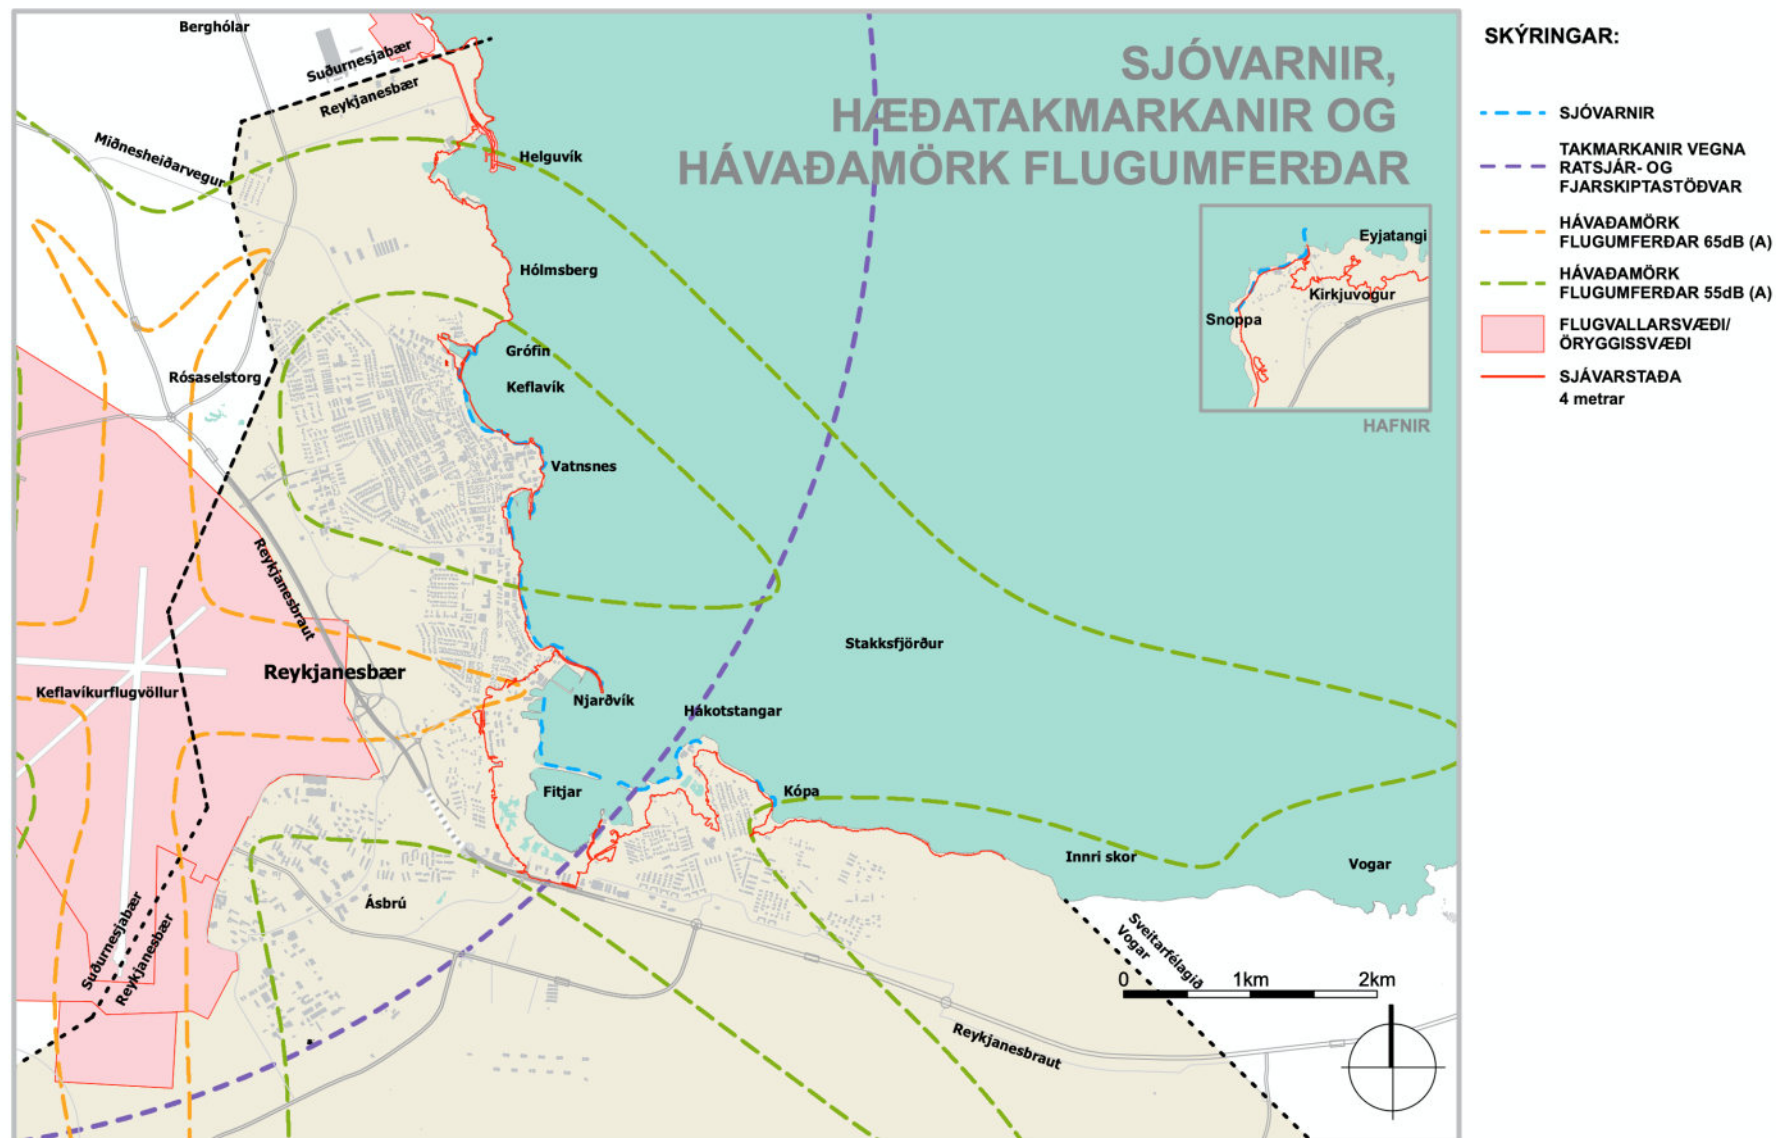 SJÓVARNIR,
HÆÐATAKMARKANIR OG
HÁVAÐAMÖRK FLUGUMFERÐAR
Berghólar
Suðurnesjabær
Reykjanesbær
Miðnesheiðarvegur
Helguvík
Hólmsberg
Grófin
Keflavík
Rósaselstorg
Vatnsnes
Reykjanesbraut
Stakksfjörður
Reykjanesbær
Keflavíkurflugvöllur
Njarðvík
Hákotstangar
Fitjar
Kópa
Innri skor
Vogar
Ásbrú
Suðurnesjabær
Reykjanesbær
Sveitarfélagið
Vogar
0 1km 2km
Reykjanesbraut
Eyjatangi
Kirkjuvogur
Snoppa
HAFNIR
SKÝRINGAR:
SJÓVARNIR
TAKMARKANIR VEGNA
RATSJÁR- OG
FJARSKIPTASTÖÐVAR
HÁVAÐAMÖRK
FLUGUMFERÐAR 65dB (A)
HÁVAÐAMÖRK
FLUGUMFERÐAR 55dB (A)
FLUGVALLARSVÆÐI/
ÖRYGGISSVÆÐI
SJÁVARSTAÐA
4 metrar